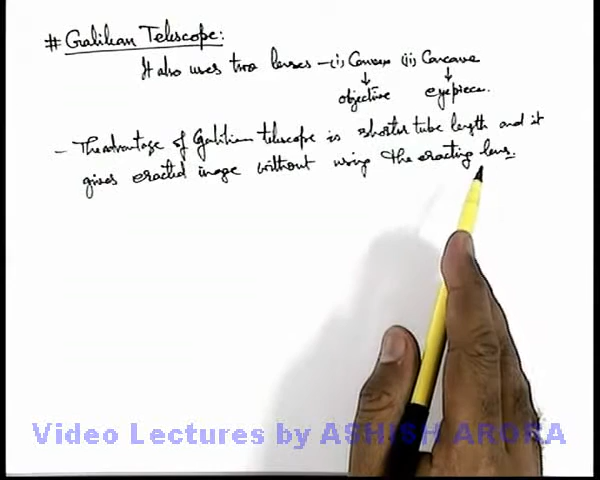 # Galilean Telescope:
It also uses two lenses – (i) Convex (ii) Concave
↓ ↓
objective eyepiece.
– The advantage of Galilean telescope is shorter tube length and it
gives erected image without using the erecting lens.
Video Lectures by ASHISH ARORA